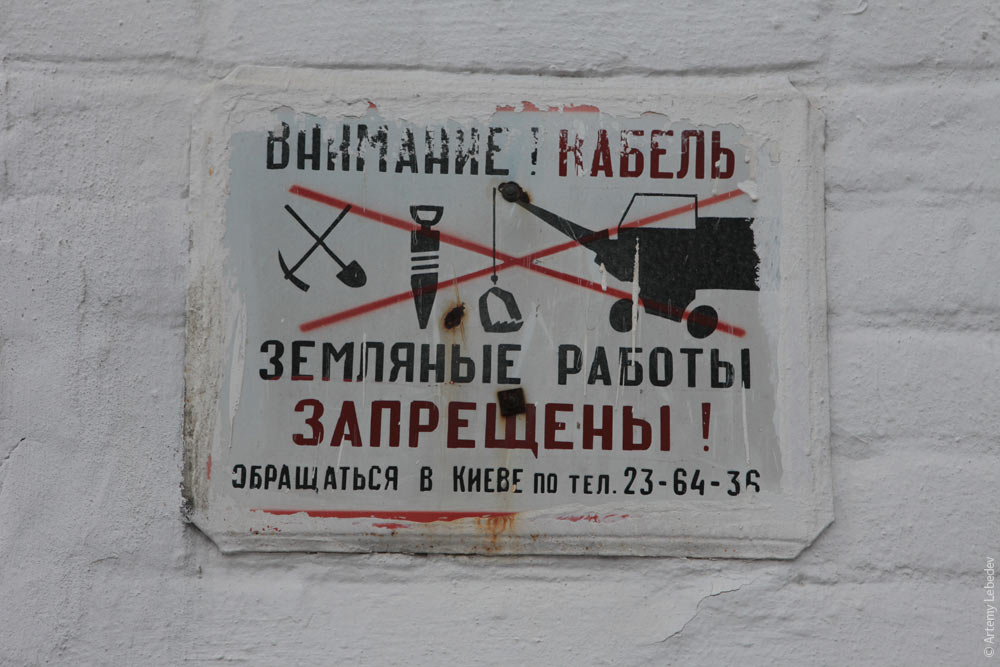 ВНИМАНИЕ! КАБЕЛЬ
ЗЕМЛЯНЫЕ РАБОТЫ
ЗАПРЕЩЕНЫ!
ОБРАЩАТЬСЯ В КИЕВЕ ПО ТЕЛ. 23-64-36
© Artemy Lebedev